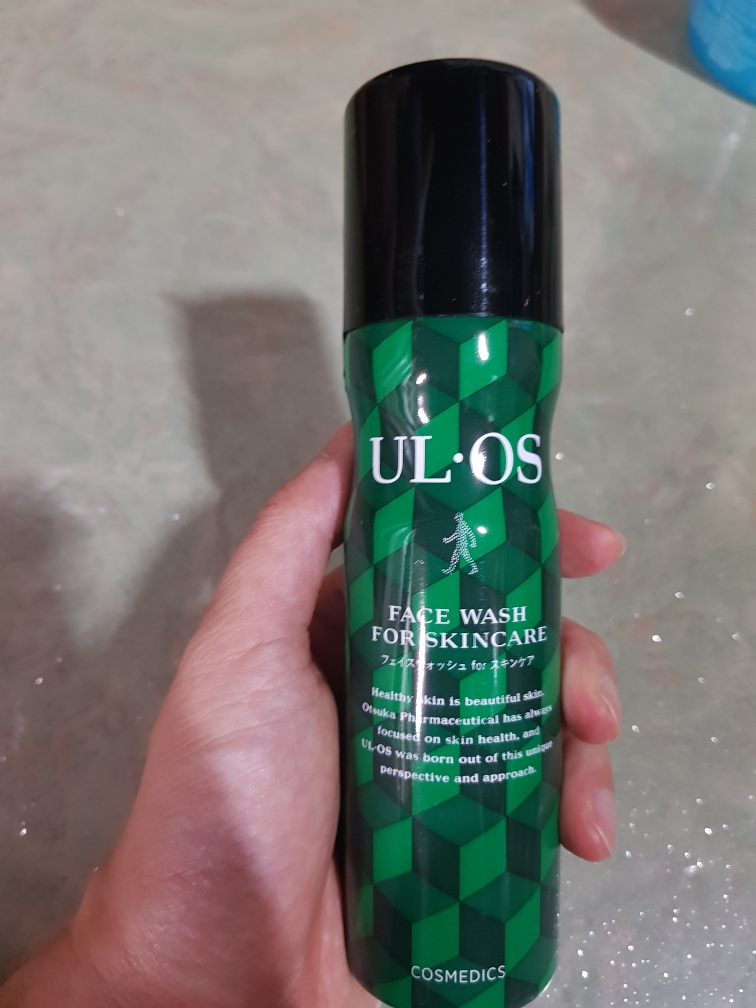 UL·OS
FACE WASH
FOR SKINCARE
フェイスウォッシュ for スキンケア
Healthy skin is beautiful skin.
Otsuka Pharmaceutical has always
focused on skin health, and
UL·OS was born out of this unique
perspective and approach.
COSMEDICS